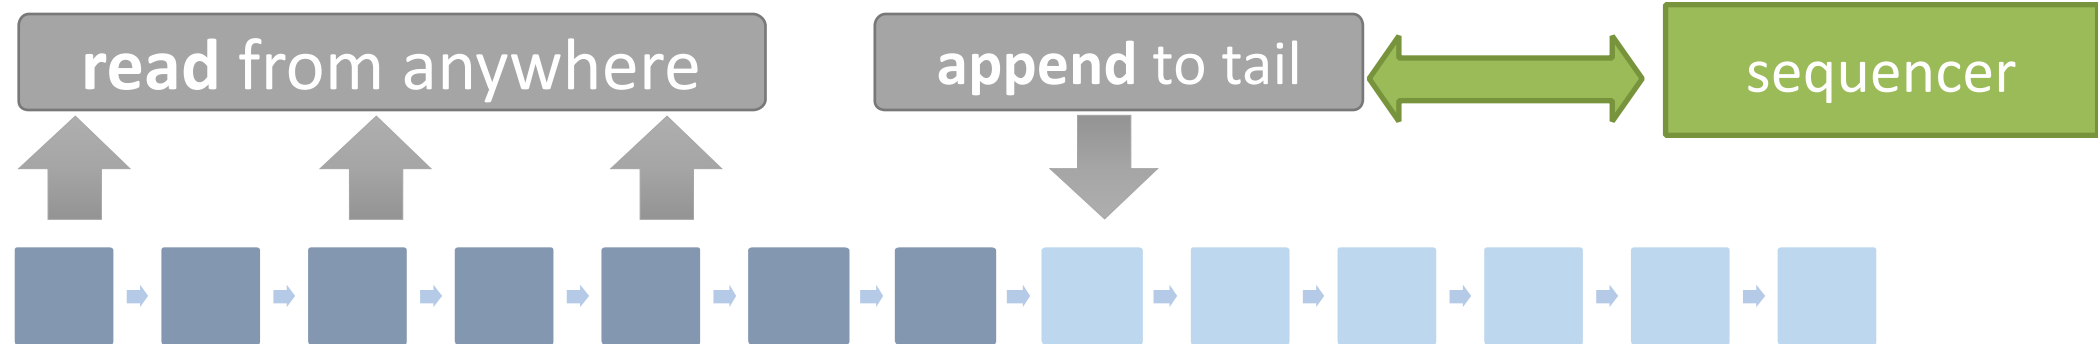 read from anywhere
append to tail
sequencer